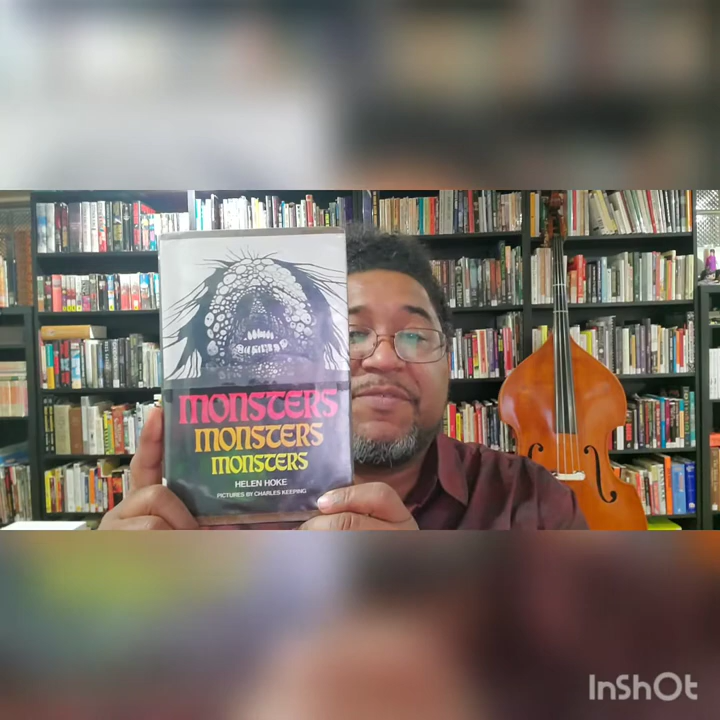 MONSTERS
MONSTERS
MONSTERS
HELEN HOKE
PICTURES BY CHARLES KEEPING
INSHOT